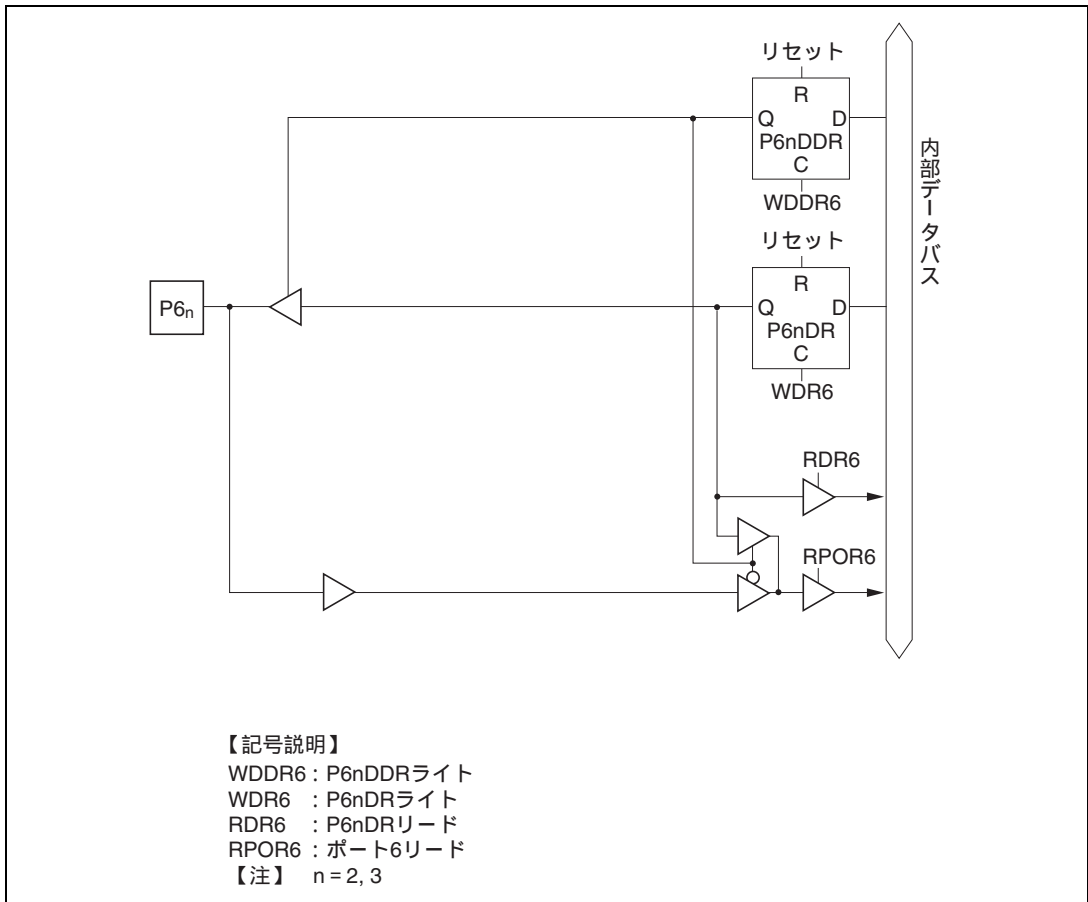 リセット
R
Q D
P6nDDR
C
WDDR6
内部データバス
リセット
R
Q D
P6nDR
C
WDR6
P6n
RDR6
RPOR6
【記号説明】
WDDR6 : P6nDDRライト
WDR6 : P6nDRライト
RDR6 : P6nDRリード
RPOR6 : ポート6リード
【注】 n = 2, 3